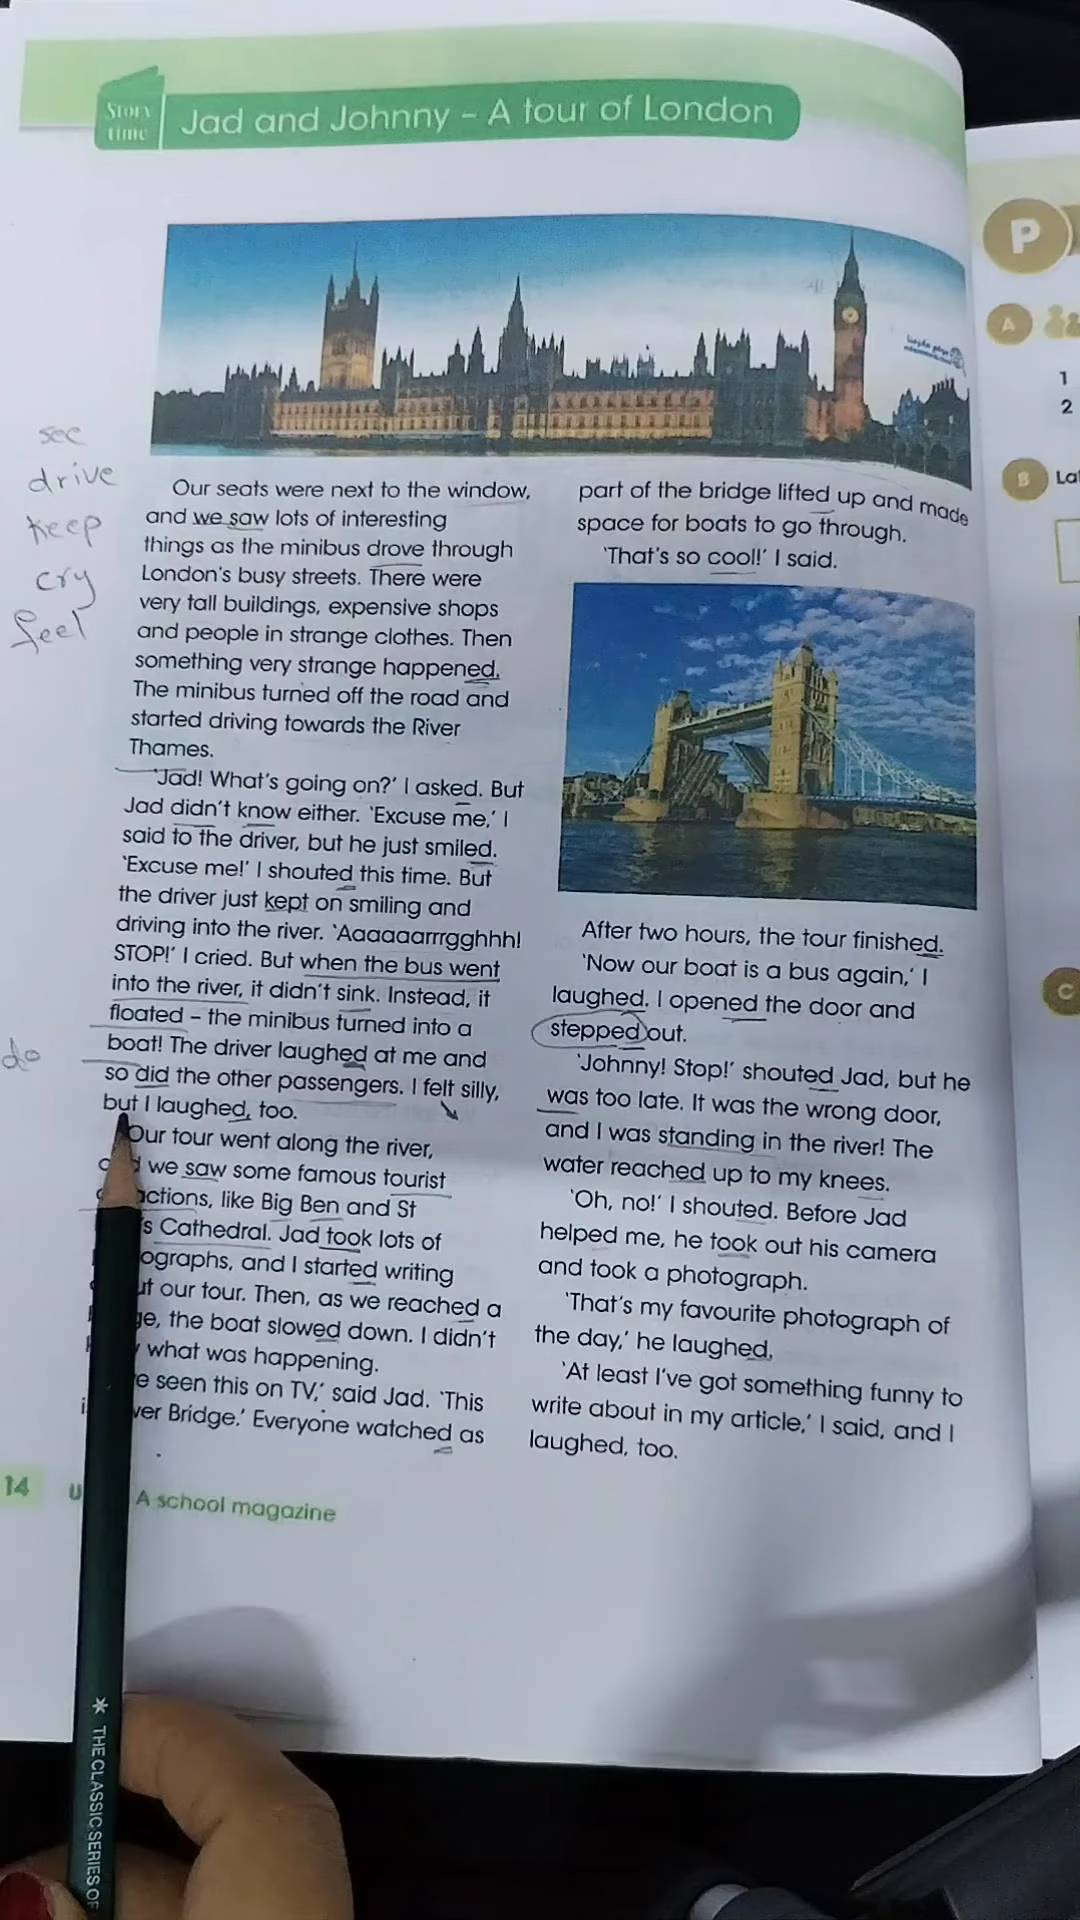 Story
time
Jad and Johnny – A tour of London
see
drive
keep
cry
feel
do
Our seats were next to the window,
and we saw lots of interesting
things as the minibus drove through
London's busy streets. There were
very tall buildings, expensive shops
and people in strange clothes. Then
something very strange happened.
The minibus turned off the road and
started driving towards the River
Thames.
'Jad! What's going on?' I asked. But
Jad didn't know either. 'Excuse me,' I
said to the driver, but he just smiled.
'Excuse me!' I shouted this time. But
the driver just kept on smiling and
driving into the river. 'Aaaaaarrrgghhh!
STOP!' I cried. But when the bus went
into the river, it didn't sink. Instead, it
floated – the minibus turned into a
boat! The driver laughed at me and
so did the other passengers. I felt silly,
but I laughed, too.
Our tour went along the river,
we saw some famous tourist
actions, like Big Ben and St
's Cathedral. Jad took lots of
ographs, and I started writing
ut our tour. Then, as we reached a
ge, the boat slowed down. I didn't
what was happening.
e seen this on TV,' said Jad. 'This
wer Bridge.' Everyone watched as
part of the bridge lifted up and made
space for boats to go through.
'That's so cool!' I said.
After two hours, the tour finished.
'Now our boat is a bus again,' I
laughed. I opened the door and
stepped out.
'Johnny! Stop!' shouted Jad, but he
was too late. It was the wrong door,
and I was standing in the river! The
water reached up to my knees.
'Oh, no!' I shouted. Before Jad
helped me, he took out his camera
and took a photograph.
'That's my favourite photograph of
the day,' he laughed.
'At least I've got something funny to
write about in my article,' I said, and I
laughed, too.
14 U A school magazine
P
A
1
2
B La
C
* THE CLASSIC SERIES OF